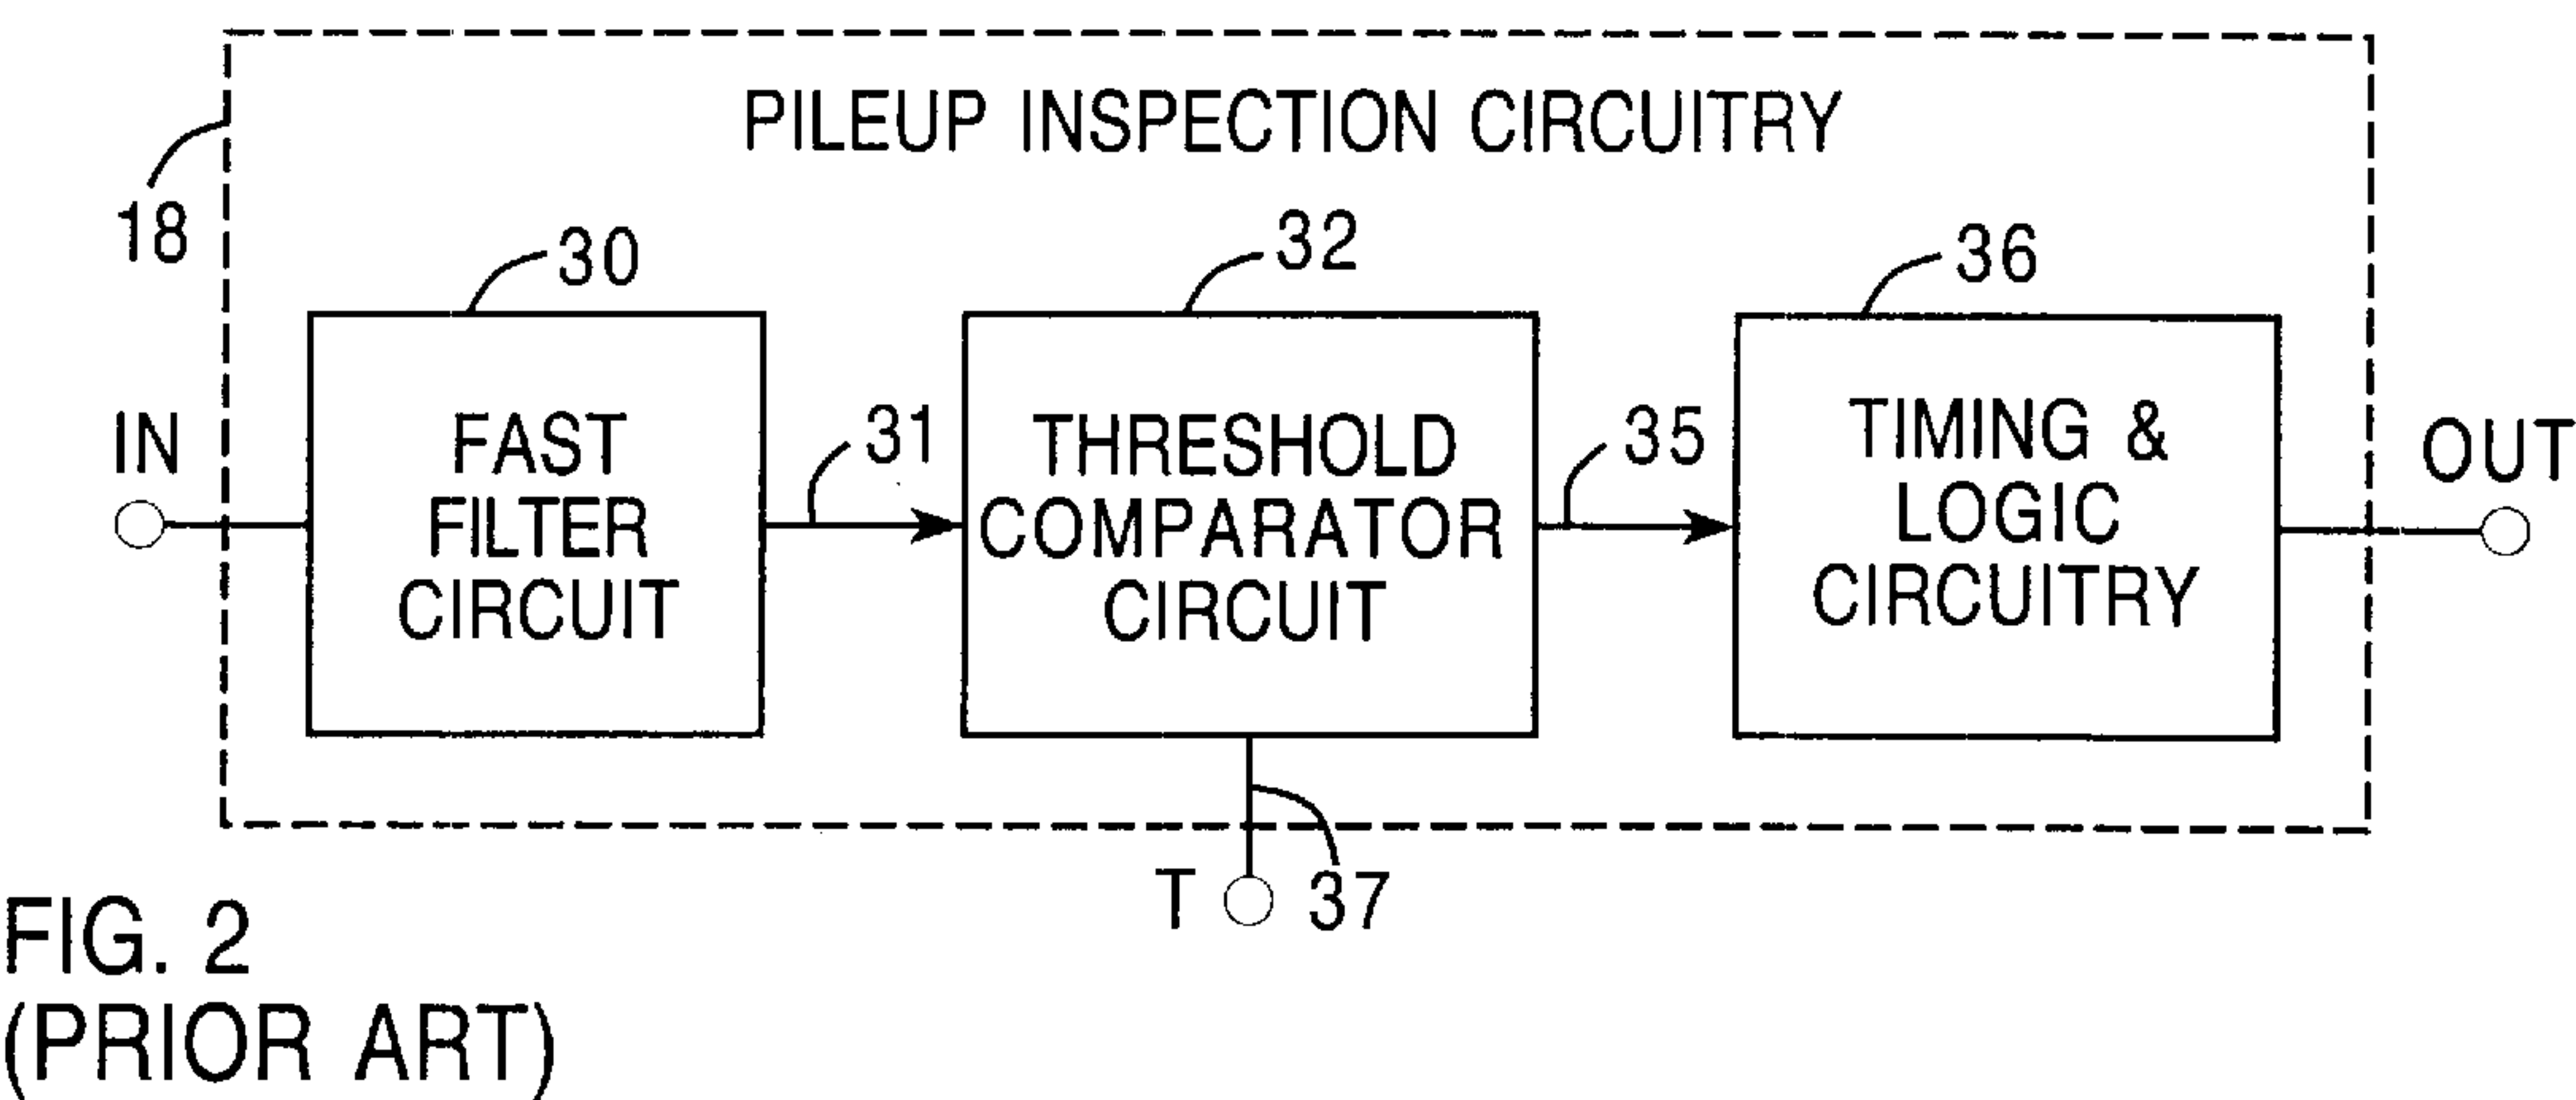 PILEUP INSPECTION CIRCUITRY
18
30
32
36
IN
FAST
FILTER
CIRCUIT
31
THRESHOLD
COMPARATOR
CIRCUIT
35
TIMING &
LOGIC
CIRCUITRY
OUT
T
37
FIG. 2
(PRIOR ART)